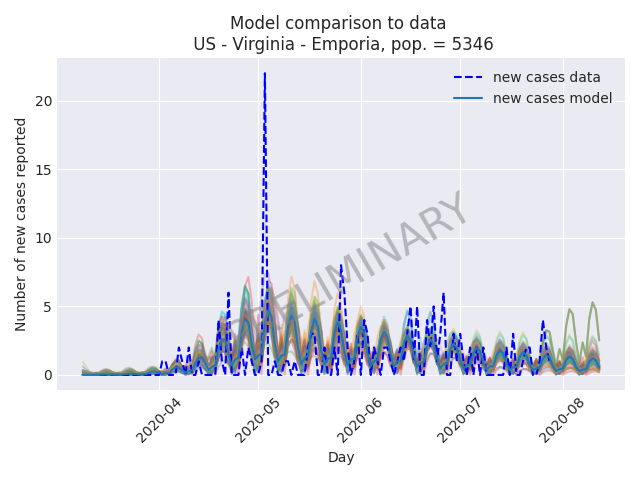 Model comparison to data
US - Virginia - Emporia, pop. = 5346
new cases data
new cases model
PRELIMINARY
Number of new cases reported
20
15
10
5
0
2020-04
2020-05
2020-06
2020-07
2020-08
Day